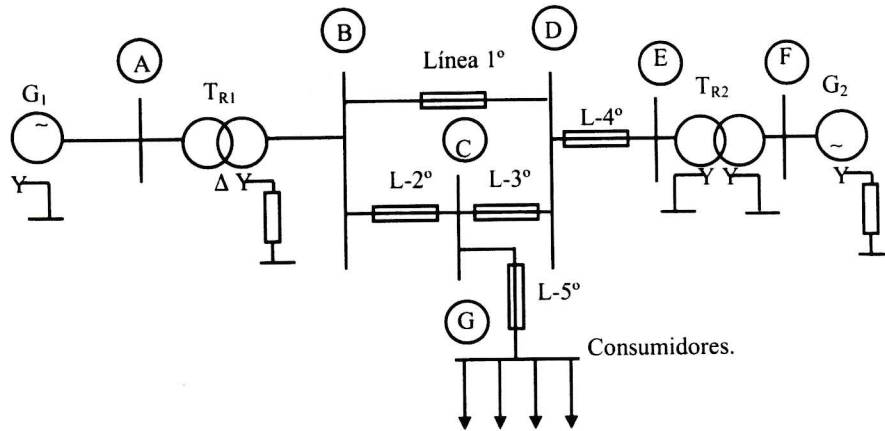 B
D
Línea 1º
A
E
F
G₁
T_R1
T_R2
G₂
~
L-4º
C
~
L-2º
L-3º
Y
Δ
Y
Y
Y
Y
L-5º
G
Consumidores.